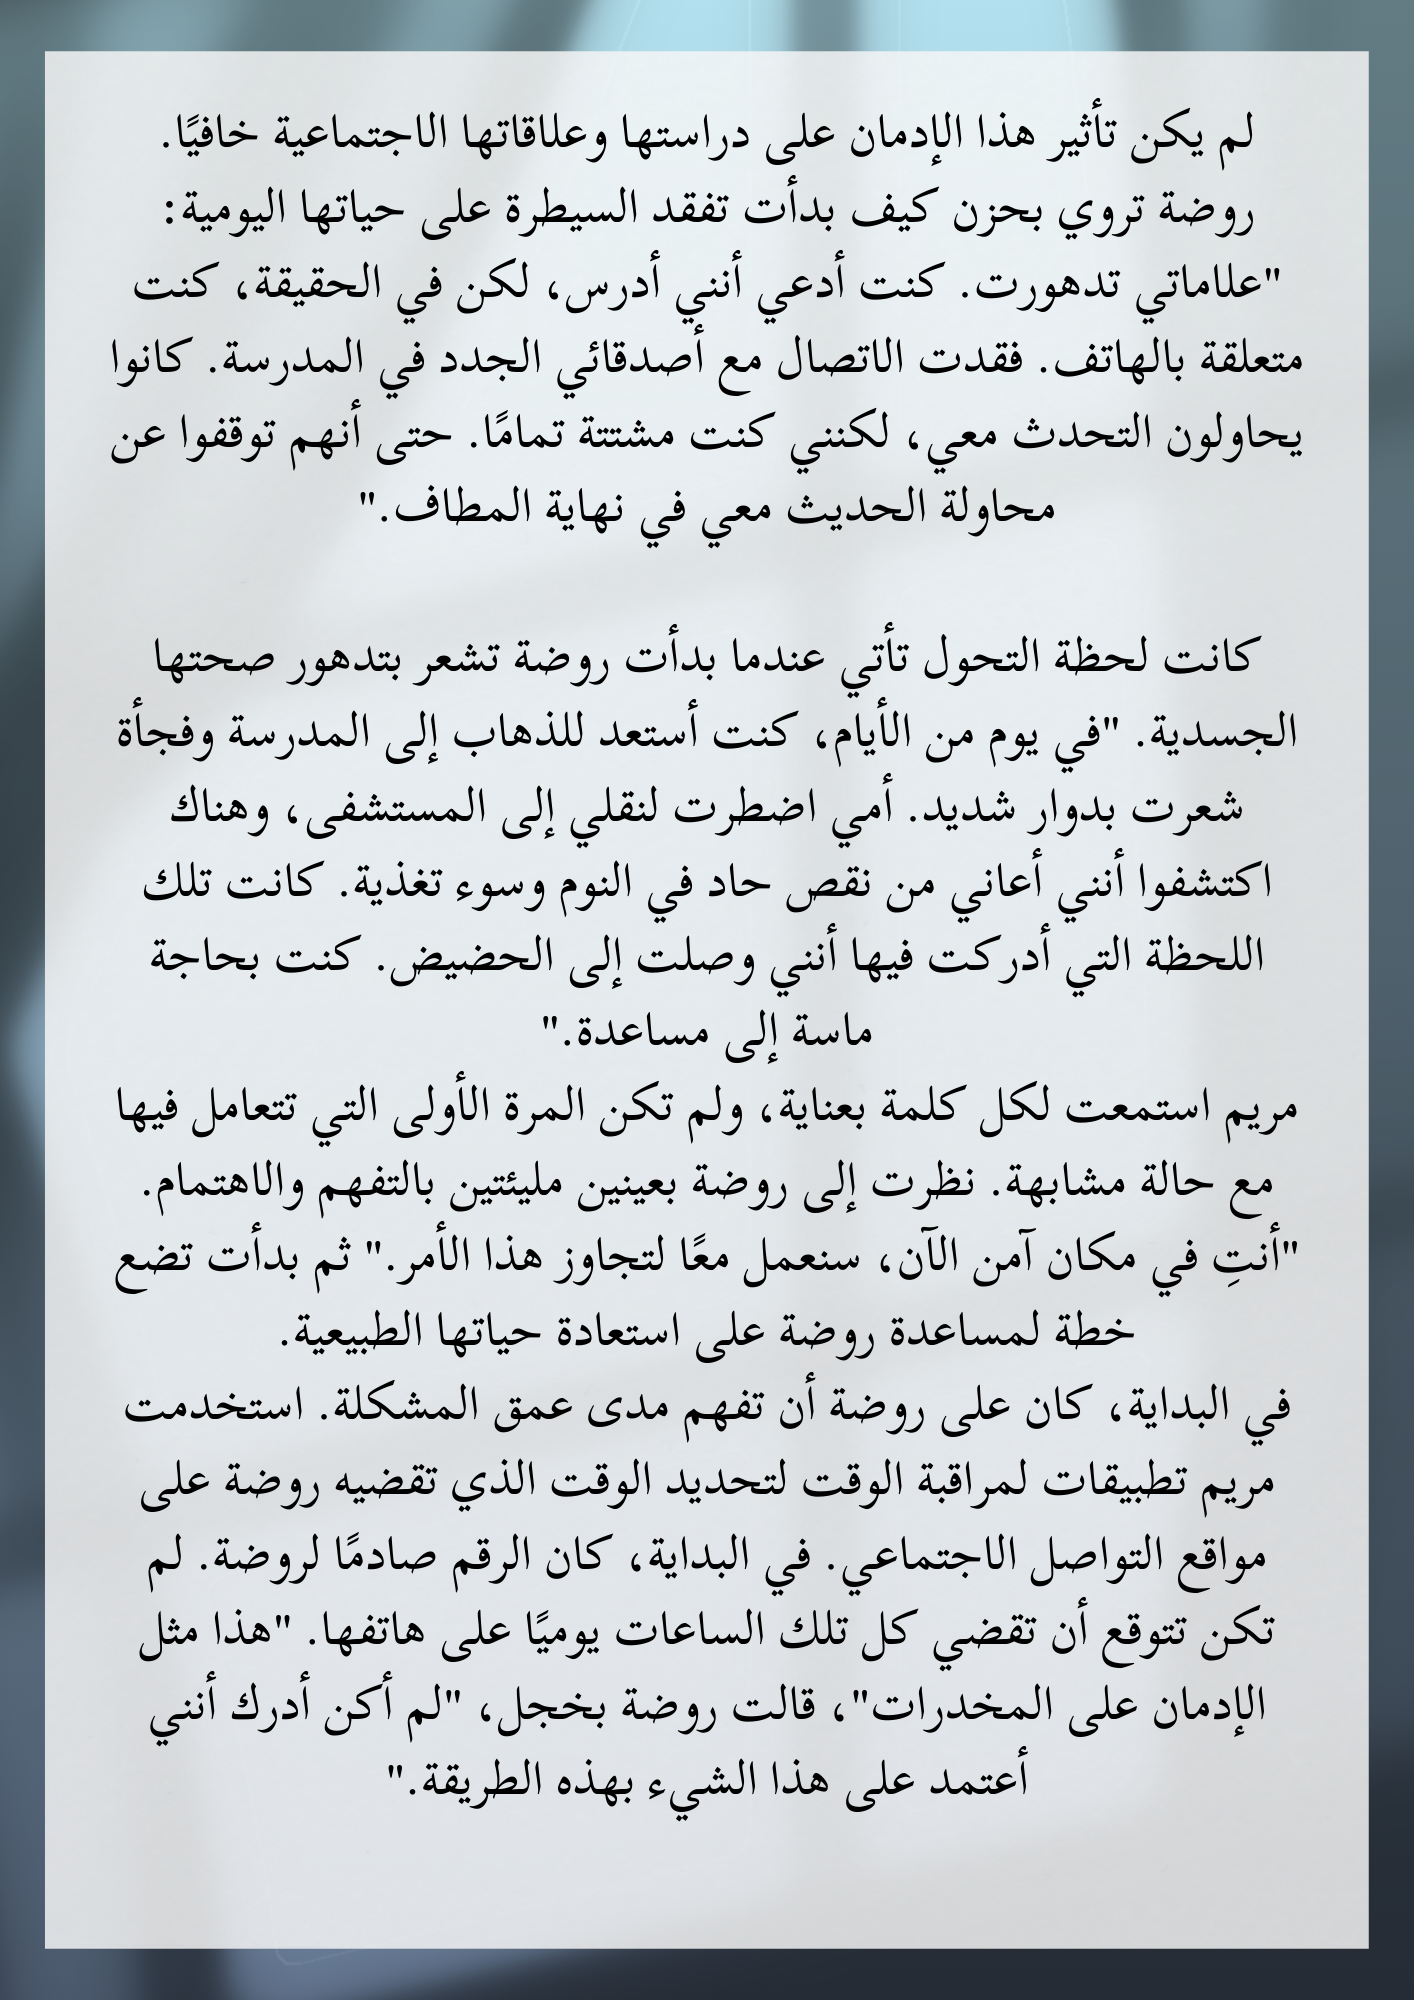 لم يكن تأثير هذا الإدمان على دراستها وعلاقاتها الاجتماعية خافيًا.
روضة تروي بحزن كيف بدأت تفقد السيطرة على حياتها اليومية:
"علاماتي تدهورت. كنت أدعي أنني أدرس، لكن في الحقيقة، كنت
متعلقة بالهاتف. فقدت الاتصال مع أصدقائي الجدد في المدرسة. كانوا
يحاولون التحدث معي، لكنني كنت مشتتة تمامًا. حتى أنهم توقفوا عن
محاولة الحديث معي في نهاية المطاف."
كانت لحظة التحول تأتي عندما بدأت روضة تشعر بتدهور صحتها
الجسدية. "في يوم من الأيام، كنت أستعد للذهاب إلى المدرسة وفجأة
شعرت بدوار شديد. أمي اضطرت لنقلي إلى المستشفى، وهناك
اكتشفوا أنني أعاني من نقص حاد في النوم وسوء تغذية. كانت تلك
اللحظة التي أدركت فيها أنني وصلت إلى الحضيض. كنت بحاجة
ماسة إلى مساعدة."
مريم استمعت لكل كلمة بعناية، ولم تكن المرة الأولى التي تتعامل فيها
مع حالة مشابهة. نظرت إلى روضة بعينين مليئتين بالتفهم والاهتمام.
"أنتِ في مكان آمن الآن، سنعمل معًا لتجاوز هذا الأمر." ثم بدأت تضع
خطة لمساعدة روضة على استعادة حياتها الطبيعية.
في البداية، كان على روضة أن تفهم مدى عمق المشكلة. استخدمت
مريم تطبيقات لمراقبة الوقت لتحديد الوقت الذي تقضيه روضة على
مواقع التواصل الاجتماعي. في البداية، كان الرقم صادمًا لروضة. لم
تكن تتوقع أن تقضي كل تلك الساعات يوميًا على هاتفها. "هذا مثل
الإدمان على المخدرات"، قالت روضة بخجل، "لم أكن أدرك أنني
أعتمد على هذا الشيء بهذه الطريقة."